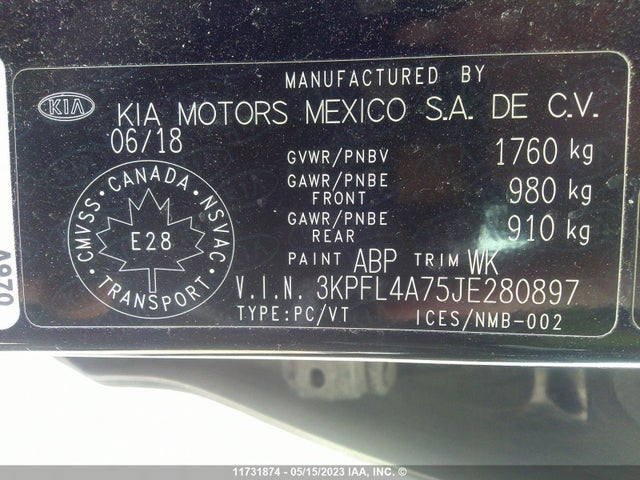 MANUFACTURED BY
KIA KIA MOTORS MEXICO S.A. DE C.V.
06/18
GVWR/PNBV 1760 kg
GAWR/PNBE FRONT 980 kg
GAWR/PNBE REAR 910 kg
CANADA
CMVSS NSVAC
E28
TRANSPORT
PAINT ABP TRIM WK
V.I.N. 3KPFL4A75JE280897
TYPE:PC/VT ICES/NMB-002
A970
11731874 - 05/15/2023 IAA, INC. ©